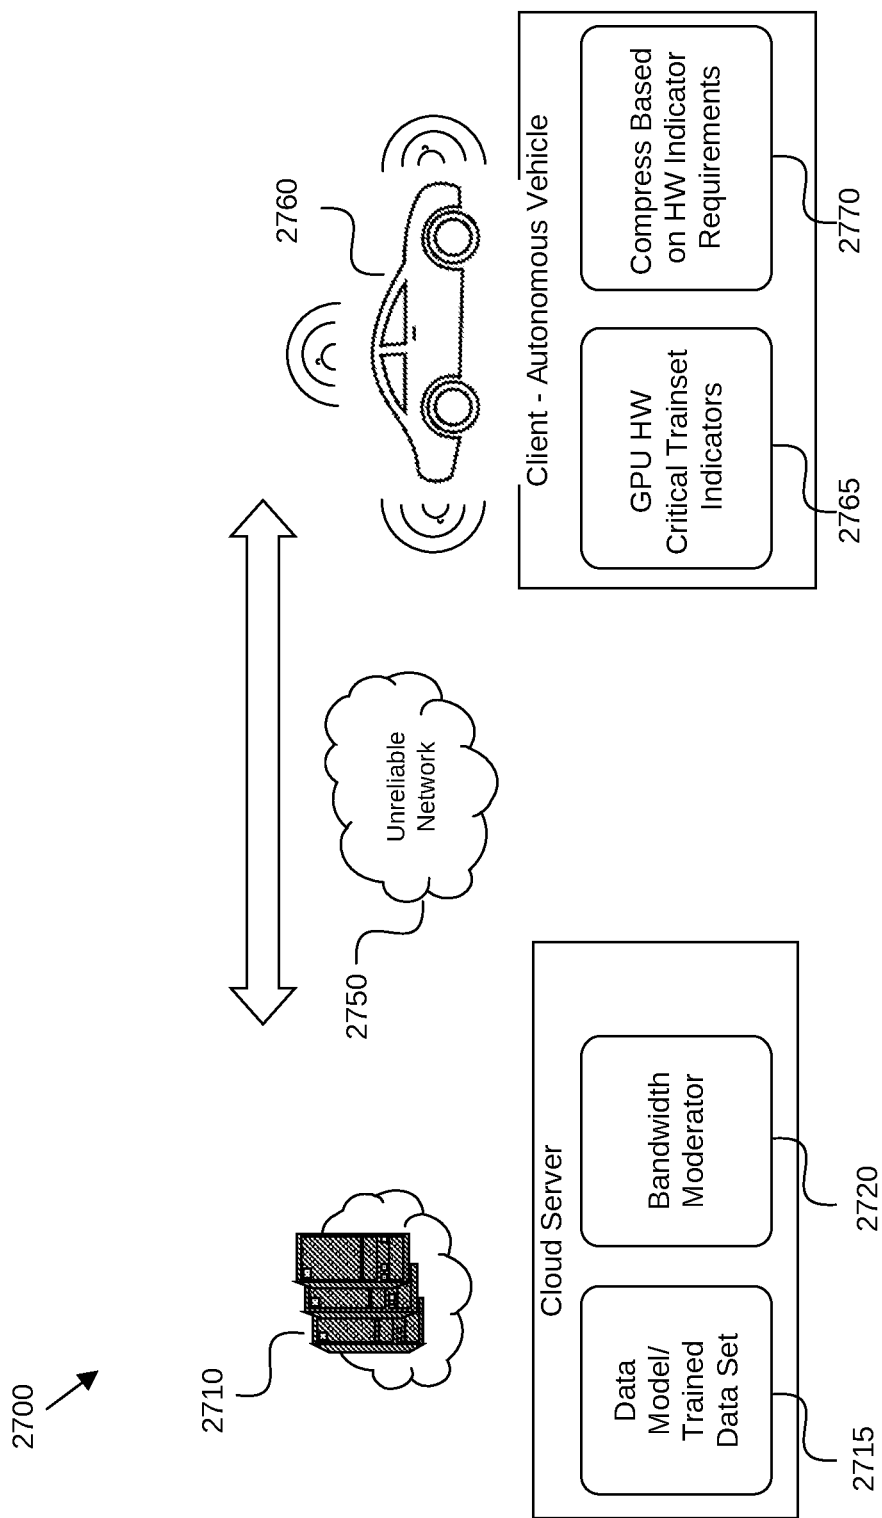 2700
2710
Cloud Server
Data
Model/
Trained
Data Set
2715
Bandwidth
Moderator
2720
2750
Unreliable
Network
2760
Client - Autonomous Vehicle
GPU HW
Critical Trainset
Indicators
2765
Compress Based
on HW Indicator
Requirements
2770